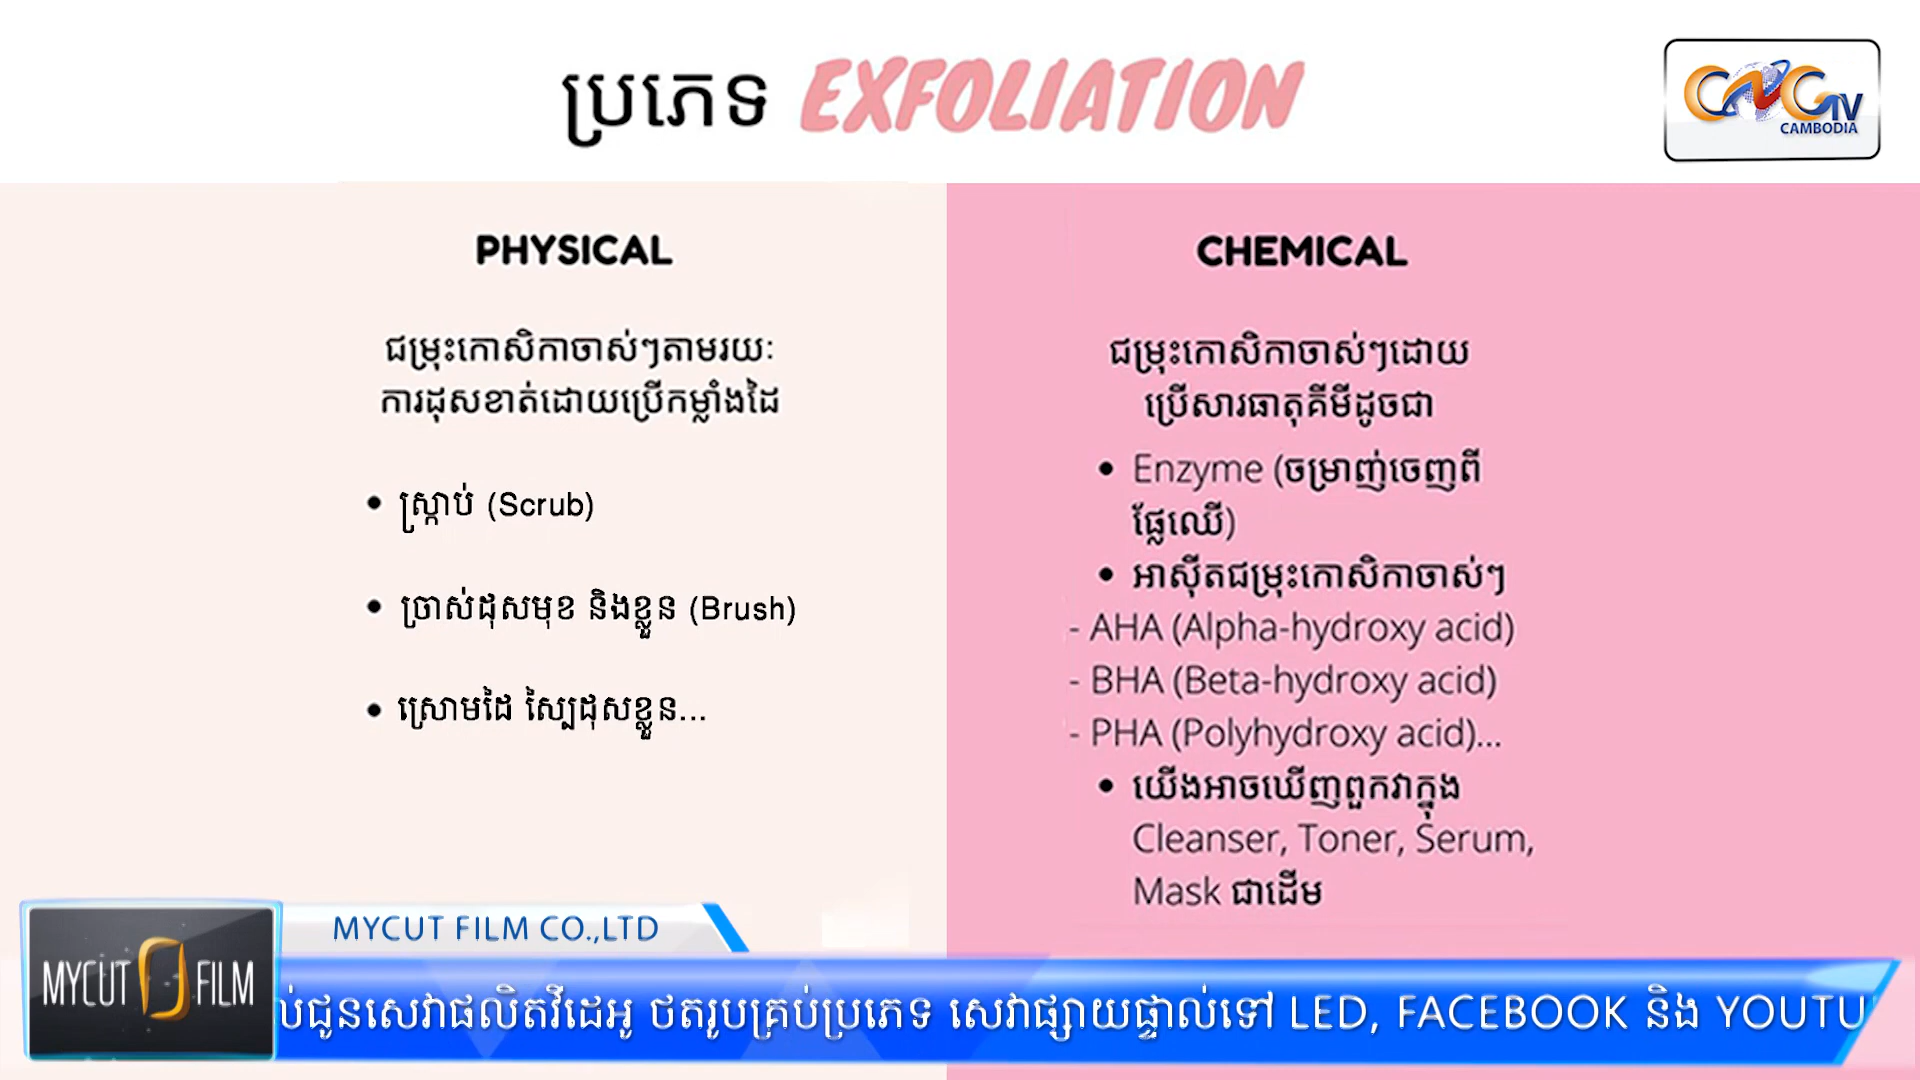 ប្រភេទ EXFOLIATION
CNC TV
CAMBODIA
PHYSICAL
ជម្រុះកោសិកាចាស់ៗតាមរយៈ
ការដុសខាត់ដោយប្រើកម្លាំងដៃ
• ស្ក្រាប់ (Scrub)
• ច្រាស់ដុសមុខ និងខ្លួន (Brush)
• ស្រោមដៃ ស្បៃដុសខ្លួន...
CHEMICAL
ជម្រុះកោសិកាចាស់ៗដោយ
ប្រើសារធាតុគីមីដូចជា
• Enzyme (ចម្រាញ់ចេញពី
ផ្លែឈើ)
• អាស៊ីតជម្រុះកោសិកាចាស់ៗ
- AHA (Alpha-hydroxy acid)
- BHA (Beta-hydroxy acid)
- PHA (Polyhydroxy acid)...
• យើងអាចឃើញពួកវាក្នុង
Cleanser, Toner, Serum,
Mask ជាដើម
MYCUT FILM CO.,LTD
MYCUT FILM
ប់ជូនសេវាផលិតវីដេអូ ថតរូបគ្រប់ប្រភេទ សេវាផ្សាយផ្ទាល់ទៅ LED, FACEBOOK និង YOUTU